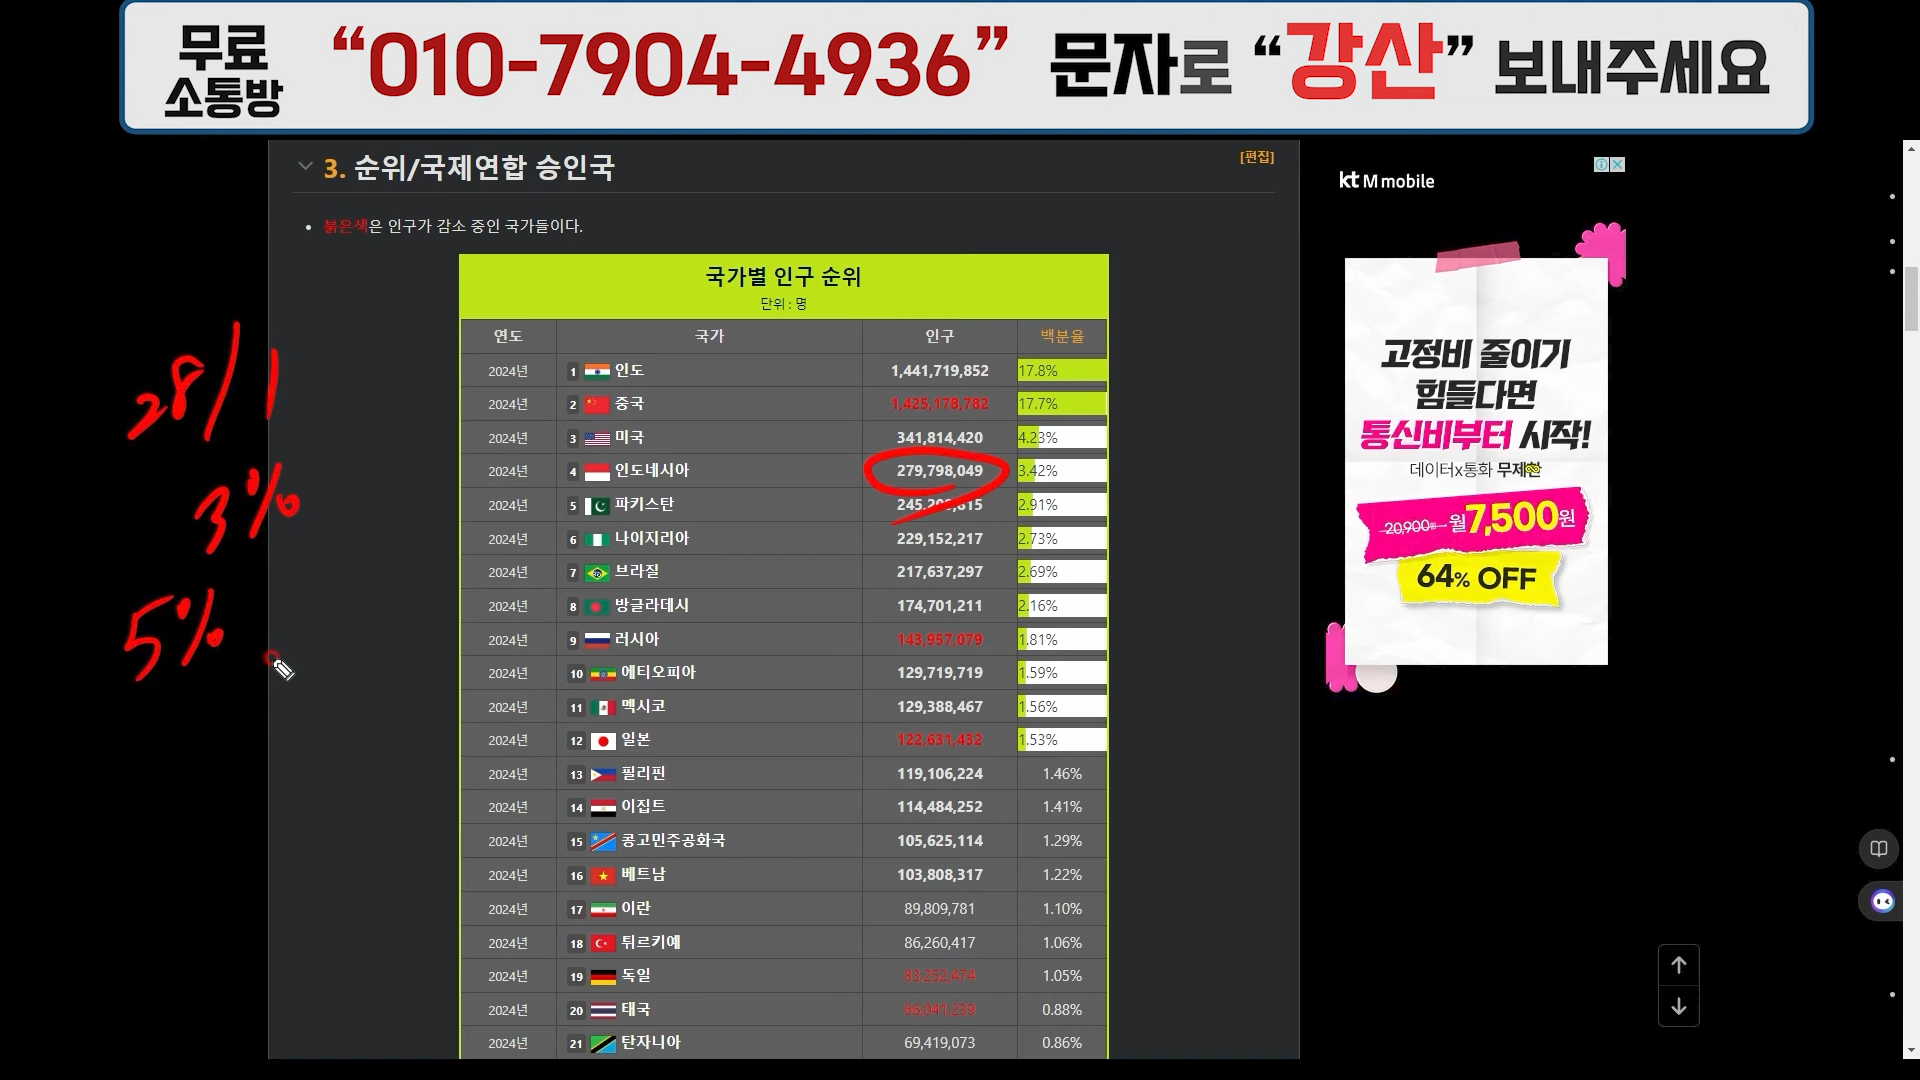 무료
소통방
“010-7904-4936” 문자로 “강산” 보내주세요
3. 순위/국제연합 승인국
[편집]
붉은색은 인구가 감소 중인 국가들이다.
국가별 인구 순위
단위 : 명
연도 국가 인구 백분율
2024년 1 인도 1,441,719,852 17.8%
2024년 2 중국 1,425,178,782 17.7%
2024년 3 미국 341,814,420 4.23%
2024년 4 인도네시아 279,798,049 3.42%
2024년 5 파키스탄 2.91%
2024년 6 나이지리아 229,152,217 2.73%
2024년 7 브라질 217,637,297 2.69%
2024년 8 방글라데시 174,701,211 2.16%
2024년 9 러시아 143,957,079 1.81%
2024년 10 에티오피아 129,719,719 1.59%
2024년 11 멕시코 129,388,467 1.56%
2024년 12 일본 122,631,432 1.53%
2024년 13 필리핀 119,106,224 1.46%
2024년 14 이집트 114,484,252 1.41%
2024년 15 콩고민주공화국 105,625,114 1.29%
2024년 16 베트남 103,808,317 1.22%
2024년 17 이란 89,809,781 1.10%
2024년 18 튀르키예 86,260,417 1.06%
2024년 19 독일 83,252,474 1.05%
2024년 20 태국 66,041,239 0.88%
2024년 21 탄자니아 69,419,073 0.86%
28/1
3%
5%
kt M mobile
고정비 줄이기
힘들다면
통신비부터 시작!
데이터x통화 무제한
20,900원 월7,500원
64% OFF